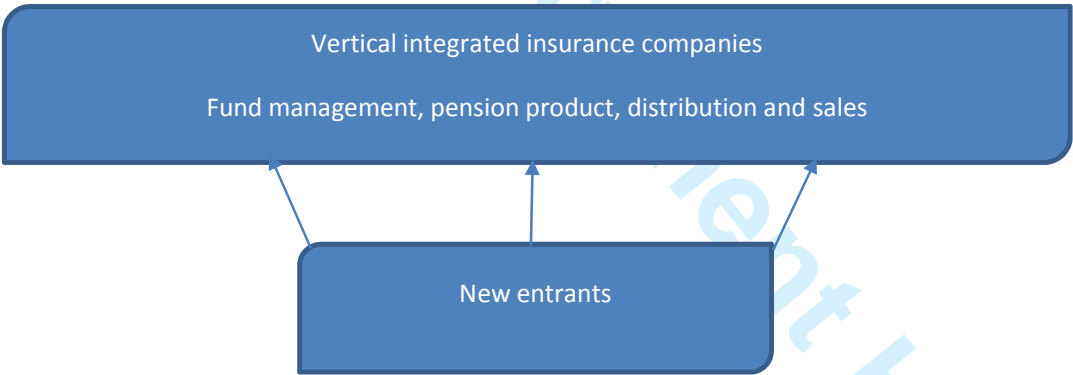 Vertical integrated insurance companies
Fund management, pension product, distribution and sales
New entrants